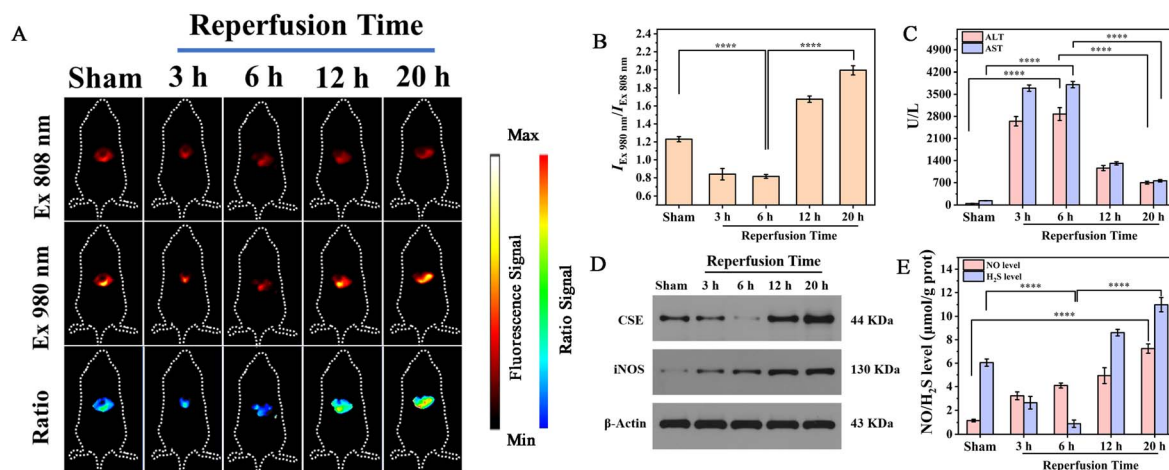 A
Reperfusion Time
Sham 3 h 6 h 12 h 20 h
Ex 808 nm
Ex 980 nm
Ratio
Max
Fluorescence Signal
Ratio Signal
Min
B
2.4
2.2
2.0
1.8
1.6
1.4
1.2
1.0
0.8
0.6
0.4
0.2
I Ex 980 nm/I Ex 808 nm
**** ****
Sham 3 h 6 h 12 h 20 h
Reperfusion Time
C
ALT
AST
U/L
4900
4200
3500
2800
1400
700
0
****
****
****
****
Sham 3 h 6 h 12 h 20 h
Reperfusion Time
D
Reperfusion Time
Sham 3 h 6 h 12 h 20 h
CSE 44 KDa
iNOS 130 KDa
β-Actin 43 KDa
E
NO level
H2S level
NO/H2S level (μmol/g prot)
14
12
10
8
6
4
2
0
**** ****
****
Sham 3 h 6 h 12 h 20 h
Reperfusion Time